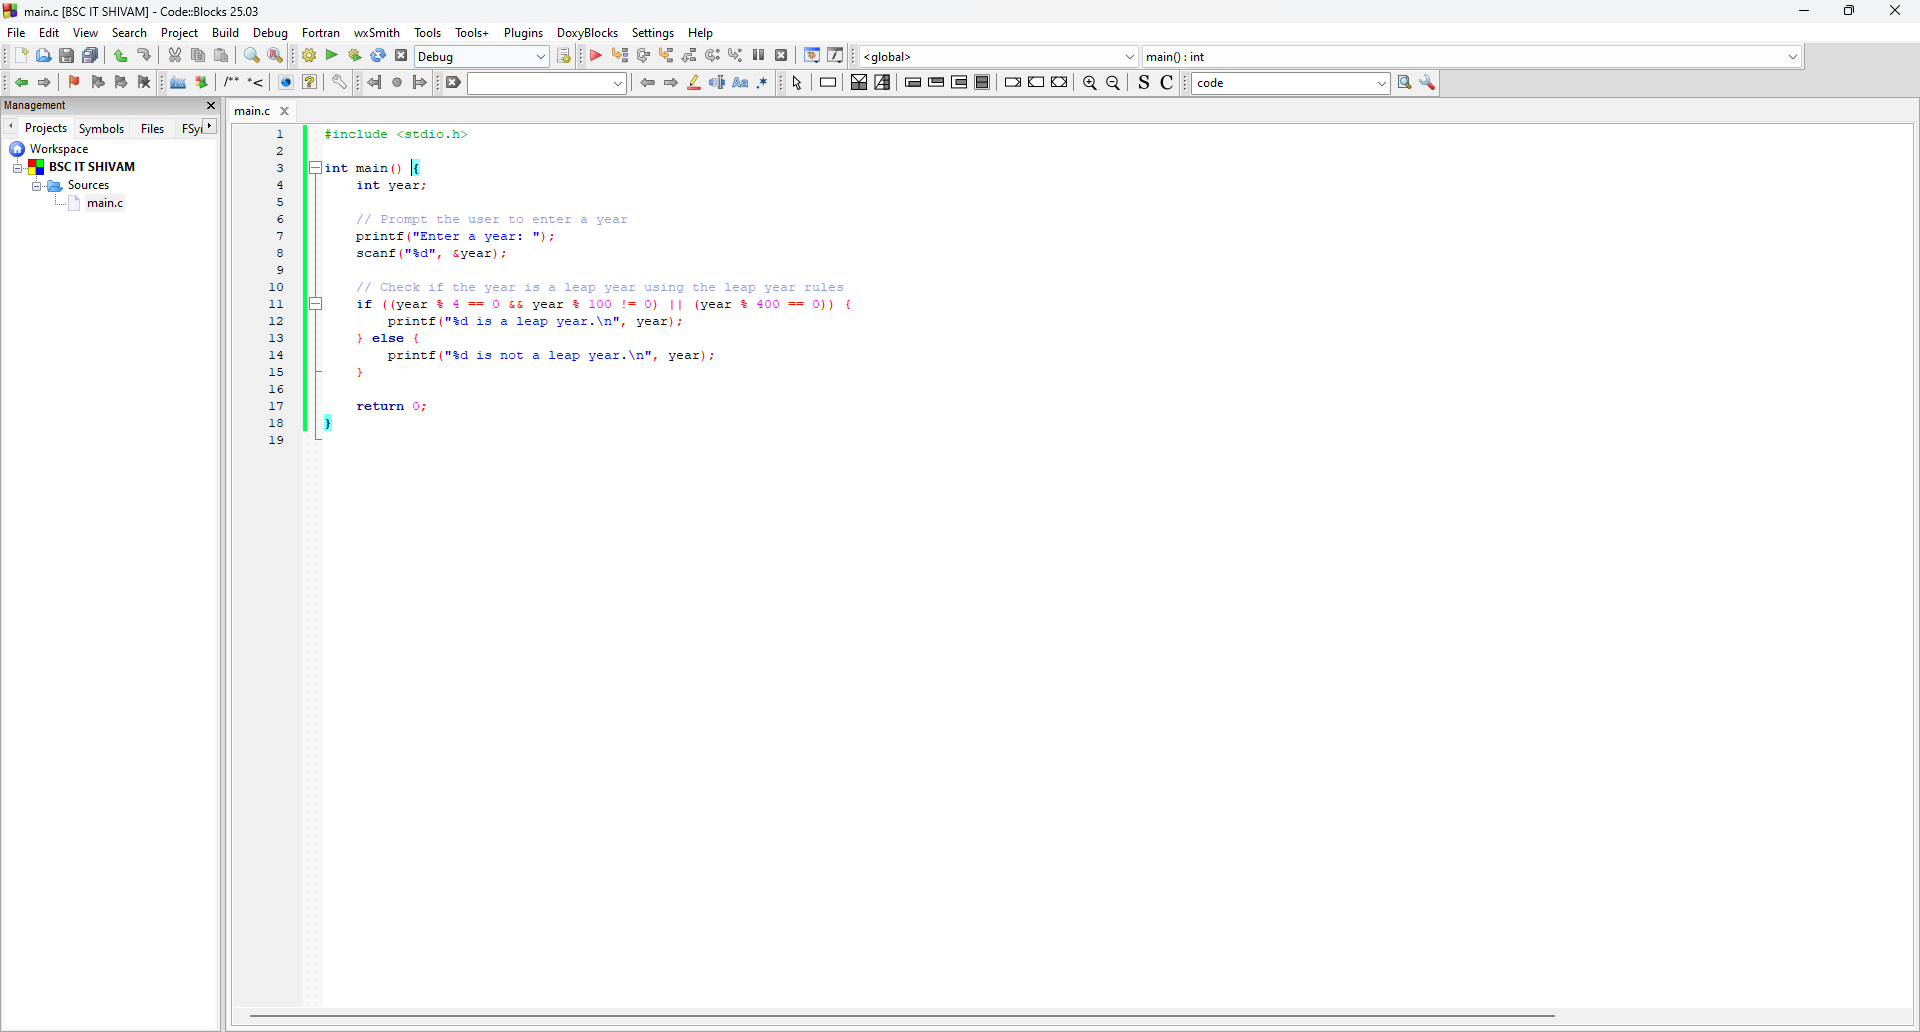 main.c [BSC IT SHIVAM] - Code::Blocks 25.03
File Edit View Search Project Build Debug Fortran wxSmith Tools Tools+ Plugins DoxyBlocks Settings Help
Debug <global> main() : int
/** *< Aa .* S C code
Management
Projects Symbols Files FSy
main.c
Workspace
BSC IT SHIVAM
Sources
main.c
1 #include <stdio.h>
2
3 int main() {
4 int year;
5
6 // Prompt the user to enter a year
7 printf("Enter a year: ");
8 scanf("%d", &year);
9
10 // Check if the year is a leap year using the leap year rules
11 if ((year % 4 == 0 && year % 100 != 0) || (year % 400 == 0)) {
12 printf("%d is a leap year.\n", year);
13 } else {
14 printf("%d is not a leap year.\n", year);
15 }
16
17 return 0;
18 }
19